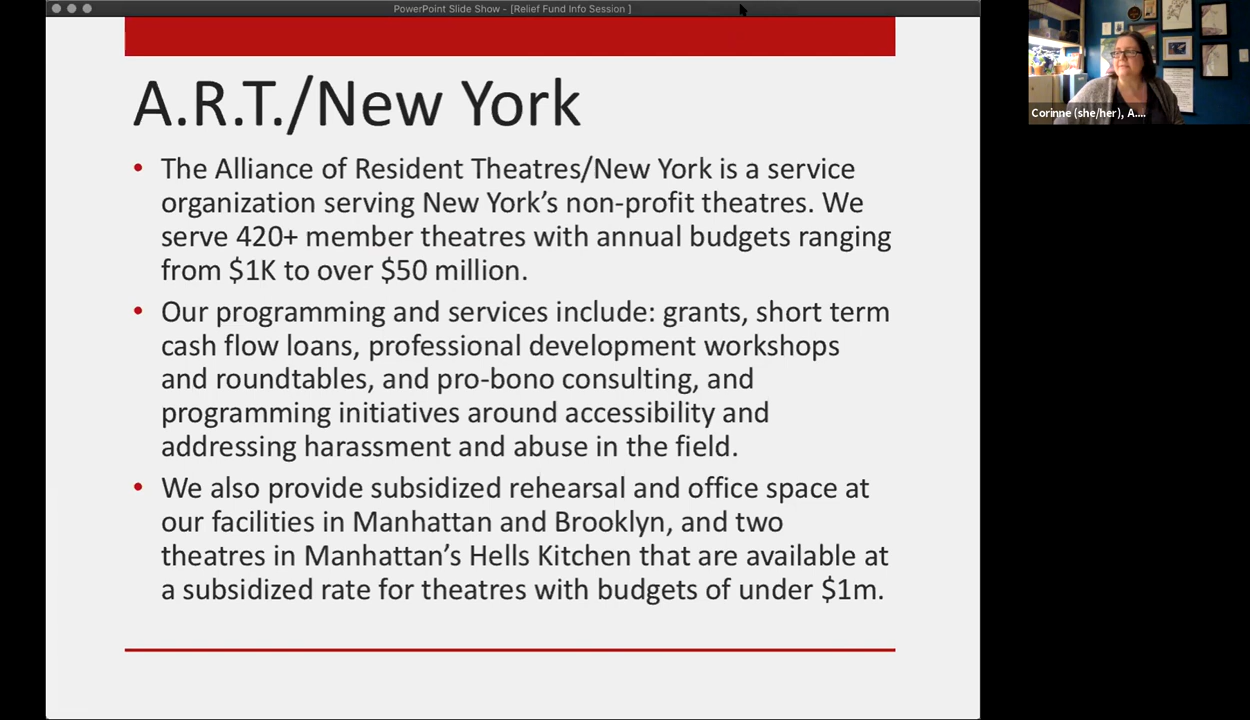 PowerPoint Slide Show - [Relief Fund Info Session ]
A.R.T./New York
• The Alliance of Resident Theatres/New York is a service
organization serving New York’s non-profit theatres. We
serve 420+ member theatres with annual budgets ranging
from $1K to over $50 million.
• Our programming and services include: grants, short term
cash flow loans, professional development workshops
and roundtables, and pro-bono consulting, and
programming initiatives around accessibility and
addressing harassment and abuse in the field.
• We also provide subsidized rehearsal and office space at
our facilities in Manhattan and Brooklyn, and two
theatres in Manhattan’s Hells Kitchen that are available at
a subsidized rate for theatres with budgets of under $1m.
Corinne (she/her), A....